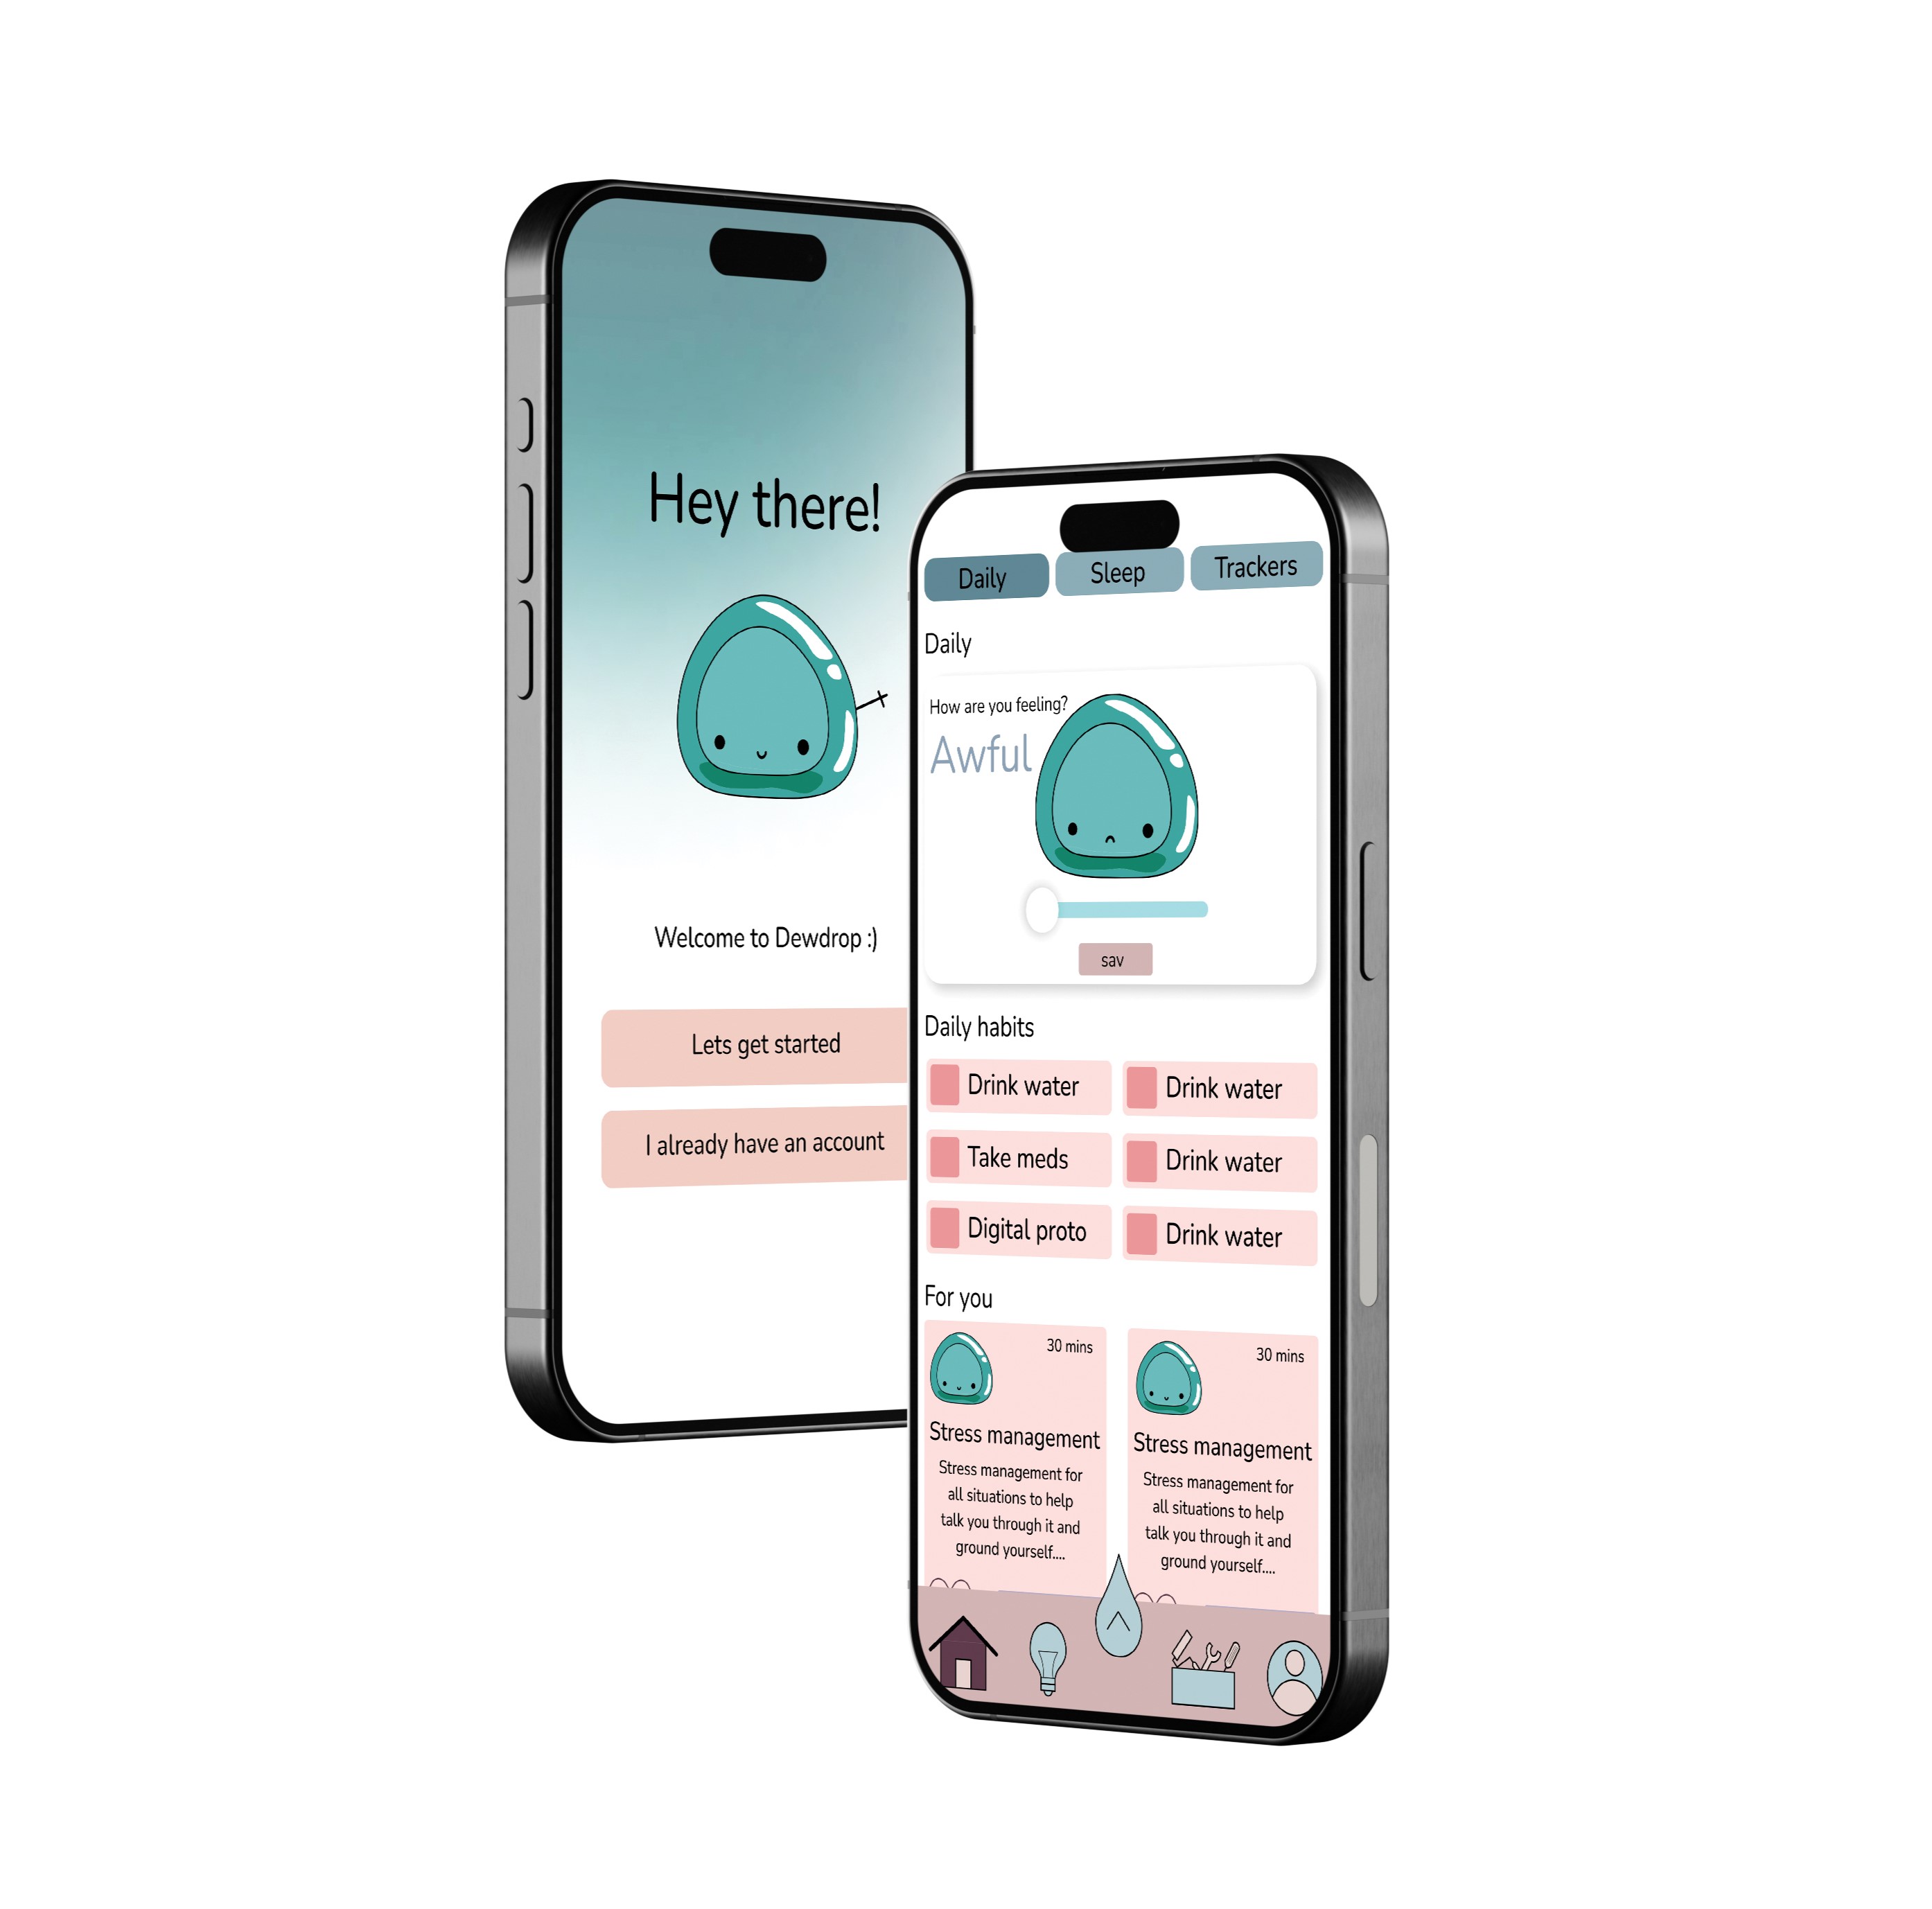 Hey there!
Welcome to Dewdrop :)
Lets get started
I already have an account
Daily
Sleep
Trackers
Daily
How are you feeling?
Awful
sav
Daily habits
Drink water
Drink water
Take meds
Drink water
Digital proto
Drink water
For you
30 mins
Stress management
Stress management for
all situations to help
talk you through it and
ground yourself....
30 mins
Stress management
Stress management for
all situations to help
talk you through it and
ground yourself....